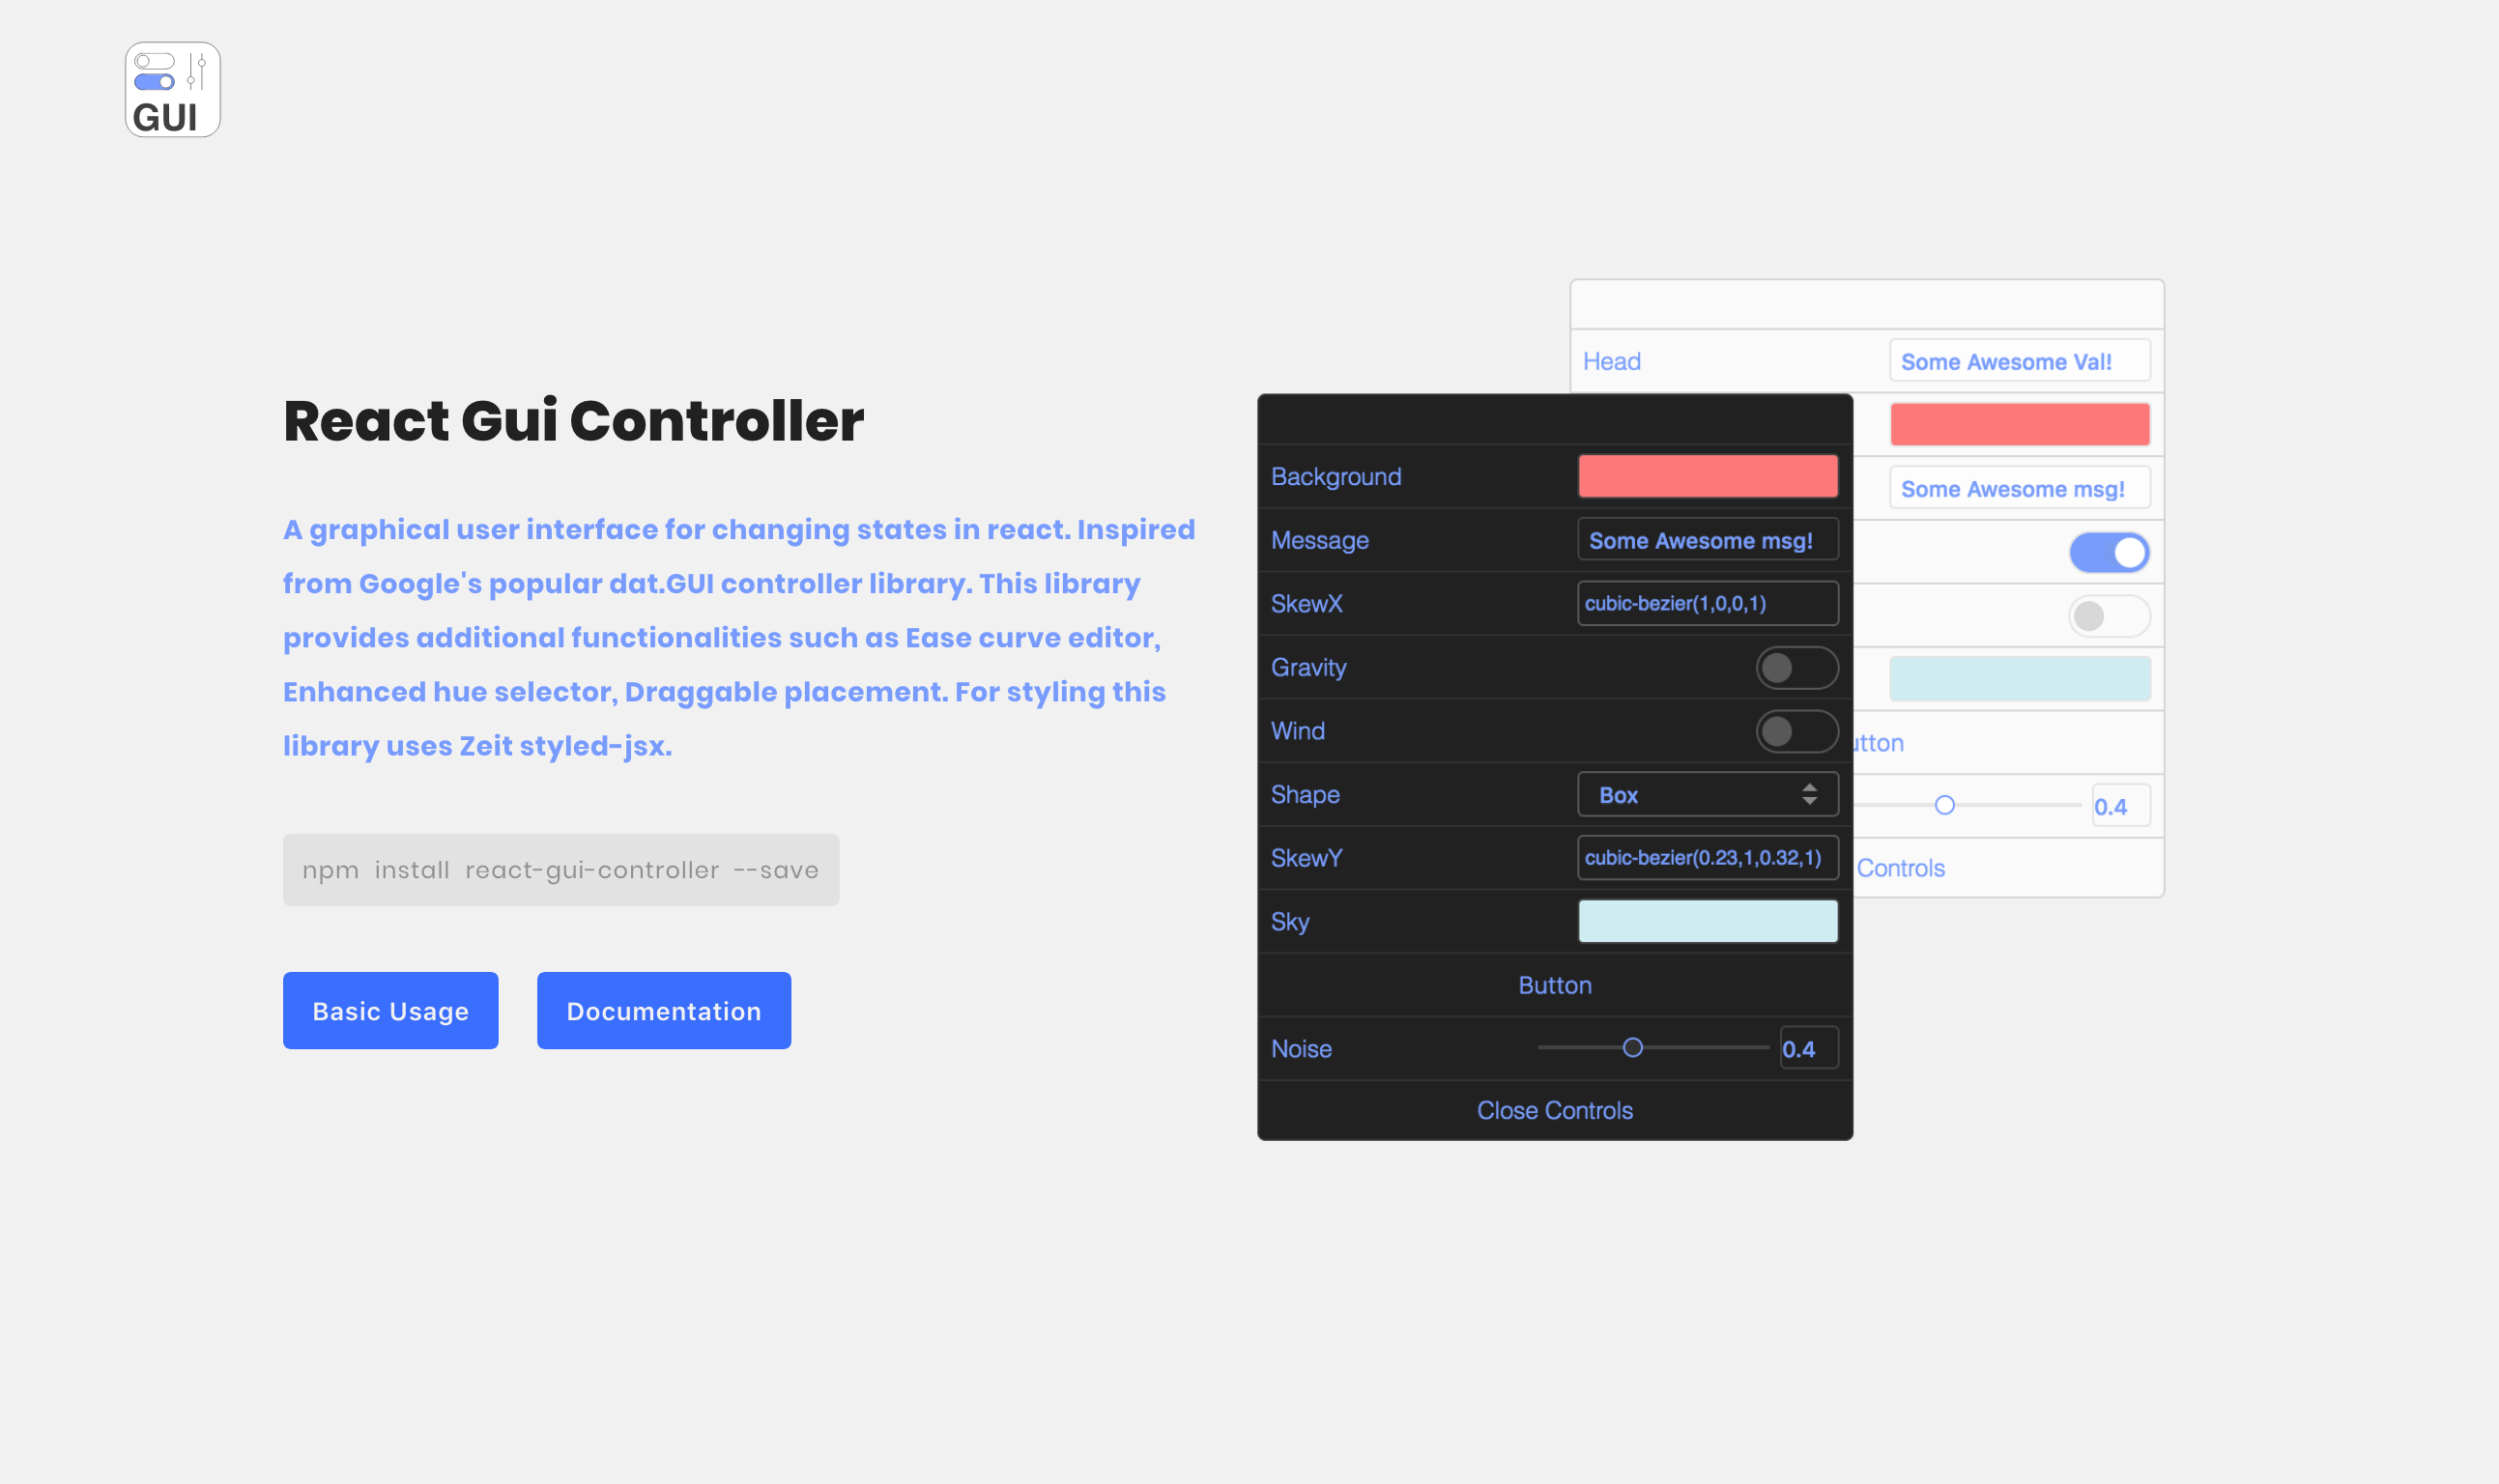 GUI
React Gui Controller
A graphical user interface for changing states in react. Inspired
from Google's popular dat.GUI controller library. This library
provides additional functionalities such as Ease curve editor,
Enhanced hue selector, Draggable placement. For styling this
library uses Zeit styled-jsx.
npm install react-gui-controller --save
Basic Usage
Documentation
Background
Message
Some Awesome msg!
SkewX
cubic-bezier(1,0,0,1)
Gravity
Wind
Shape
Box
SkewY
cubic-bezier(0.23,1,0.32,1)
Sky
Button
Noise
0.4
Close Controls
Head
Some Awesome Val!
Some Awesome msg!
utton
0.4
Controls